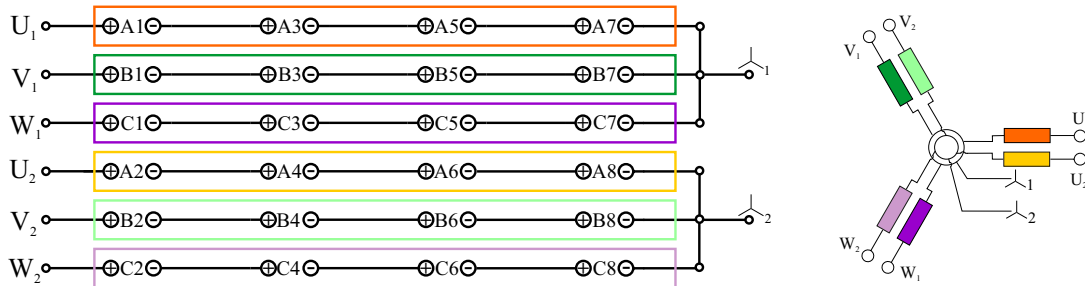 U₁ A1 A3 A5 A7
V₁ B1 B3 B5 B7 1
W₁ C1 C3 C5 C7
U₂ A2 A4 A6 A8
V₂ B2 B4 B6 B8 2
W₂ C2 C4 C6 C8
V₂
V₁
U
U₂
1
2
W₂
W₁